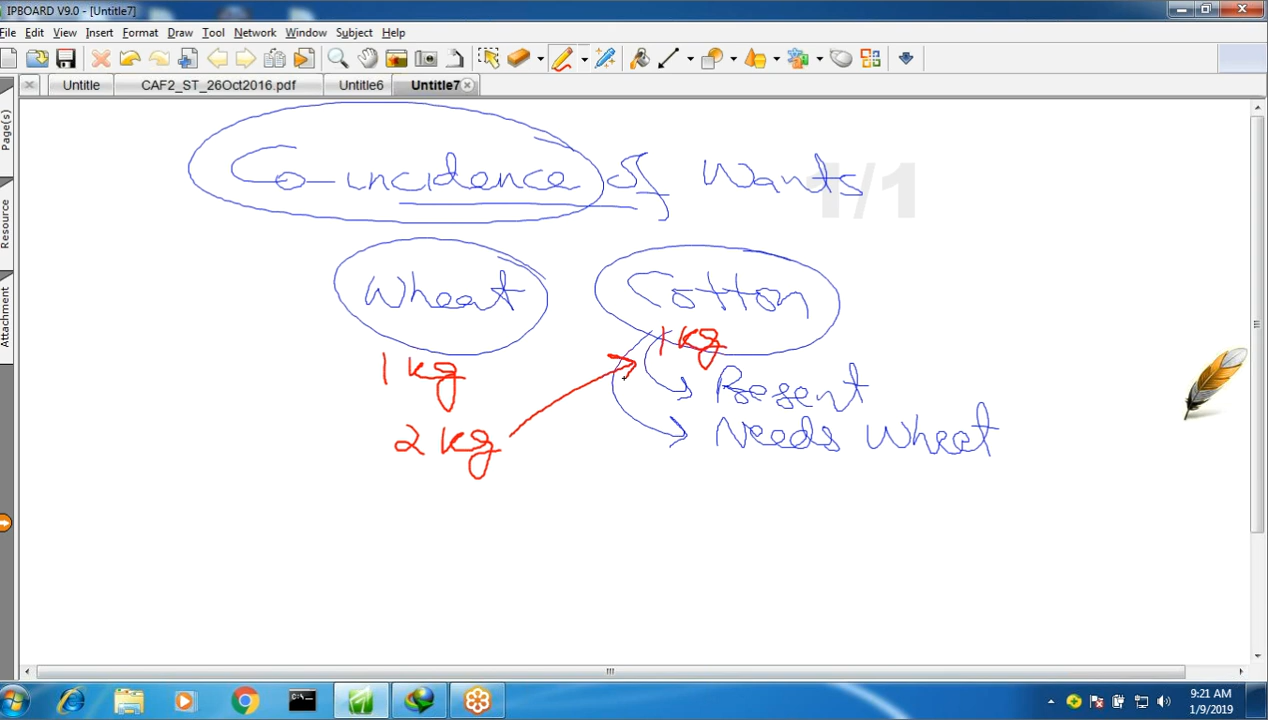 IPBOARD V9.0 - [Untitle7]
File Edit View Insert Format Draw Tool Network Window Subject Help
Untitle CAF2_ST_26Oct2016.pdf Untitle6 Untitle7
Page(s)
Resource
Attachment
1/1
Co-incidence of Wants
Wheat Cotton
1 kg 1 kg
Present
2 kg Needs Wheat
9:21 AM
1/9/2019